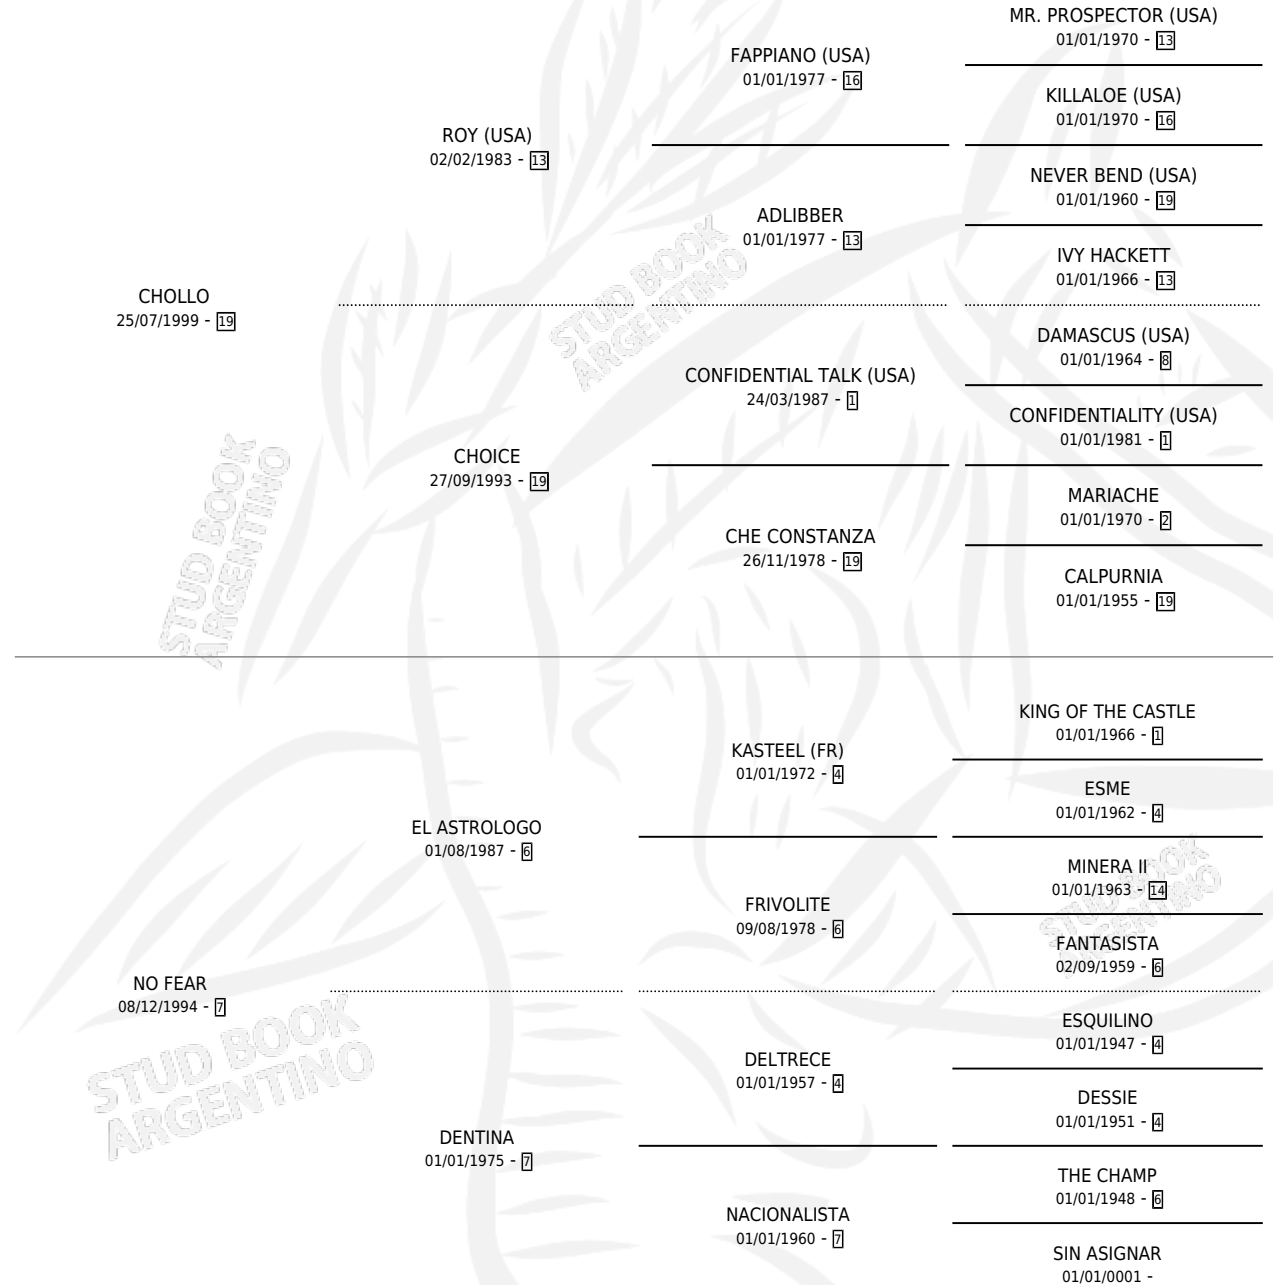 MR. PROSPECTOR (USA)
01/01/1970 - 13
FAPPIANO (USA)
01/01/1977 - 16
KILLALOE (USA)
01/01/1970 - 16
ROY (USA)
02/02/1983 - 13
NEVER BEND (USA)
01/01/1960 - 19
ADLIBBER
01/01/1977 - 13
IVY HACKETT
01/01/1966 - 13
CHOLLO
25/07/1999 - 19
DAMASCUS (USA)
01/01/1964 - 8
CONFIDENTIAL TALK (USA)
24/03/1987 - 1
CONFIDENTIALITY (USA)
01/01/1981 - 1
CHOICE
27/09/1993 - 19
MARIACHE
01/01/1970 - 2
CHE CONSTANZA
26/11/1978 - 19
CALPURNIA
01/01/1955 - 19
STUD BOOK
ARGENTINO
STUD BOOK
ARGENTINO
KING OF THE CASTLE
01/01/1966 - 1
KASTEEL (FR)
01/01/1972 - 4
ESME
01/01/1962 - 4
EL ASTROLOGO
01/08/1987 - 6
MINERA II
01/01/1963 - 14
FRIVOLITE
09/08/1978 - 6
FANTASISTA
02/09/1959 - 6
NO FEAR
08/12/1994 - 7
ESQUILINO
01/01/1947 - 4
DELTRECE
01/01/1957 - 4
DESSIE
01/01/1951 - 4
DENTINA
01/01/1975 - 7
THE CHAMP
01/01/1948 - 6
NACIONALISTA
01/01/1960 - 7
SIN ASIGNAR
01/01/0001 -
STUD BOOK
ARGENTINO
STUD BOOK
ARGENTINO